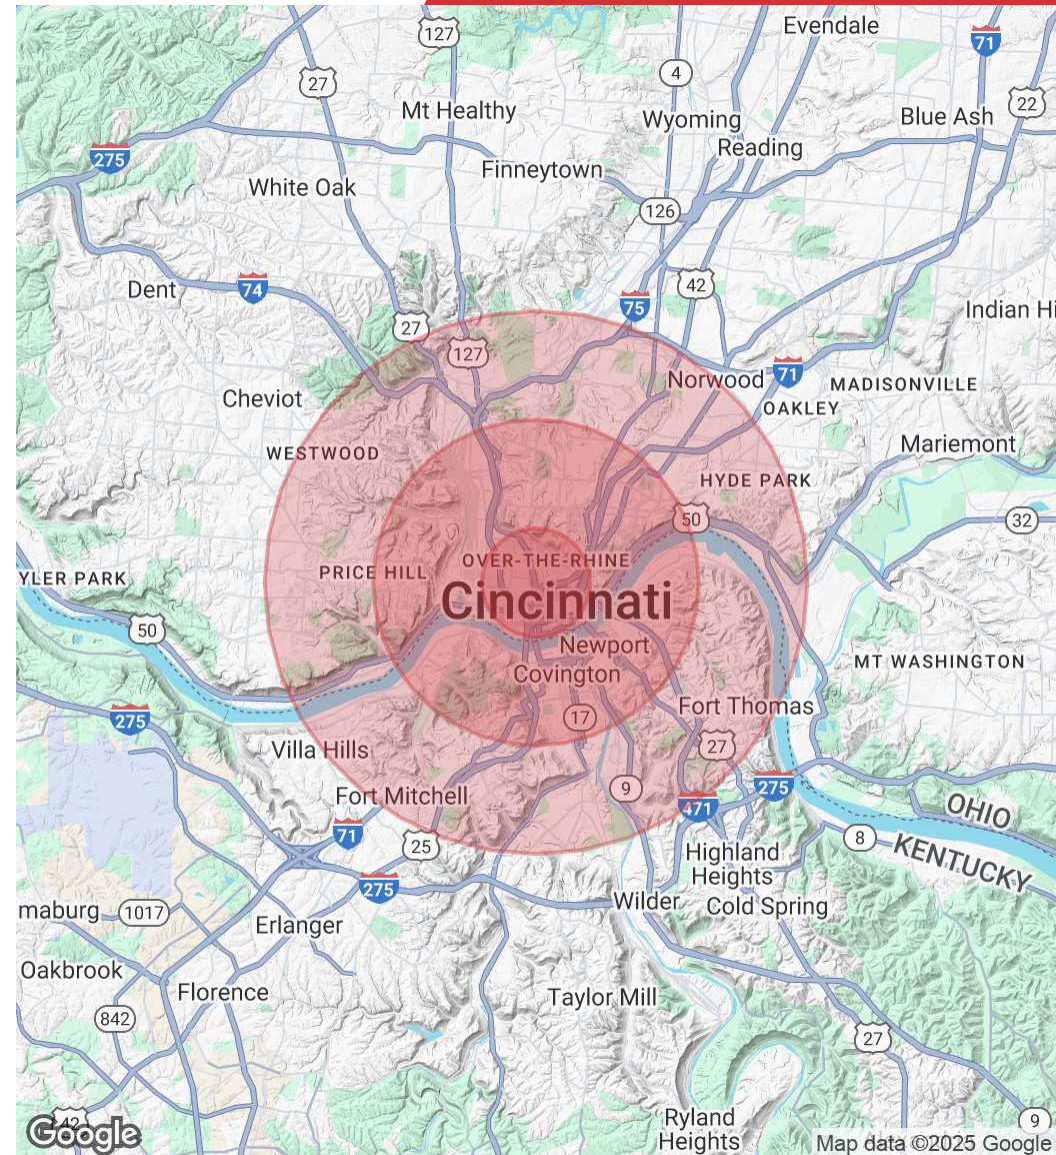 Evendale
127
71
27
4
22
Mt Healthy
Wyoming
Blue Ash
Reading
275
Finneytown
White Oak
126
Dent
74
42
75
Indian Hi
27
127
Norwood
71
MADISONVILLE
Cheviot
OAKLEY
Mariemont
WESTWOOD
HYDE PARK
50
32
OVER-THE-RHINE
PRICE HILL
YLER PARK
Cincinnati
50
Newport
MT WASHINGTON
Covington
Fort Thomas
17
275
27
Villa Hills
275
9
Fort Mitchell
471
OHIO
71
8
25
KENTUCKY
Highland
Heights
275
Wilder
Cold Spring
maburg
1017
Erlanger
Oakbrook
Florence
Taylor Mill
842
27
42
Ryland
Heights
9
Google
Map data ©2025 Google